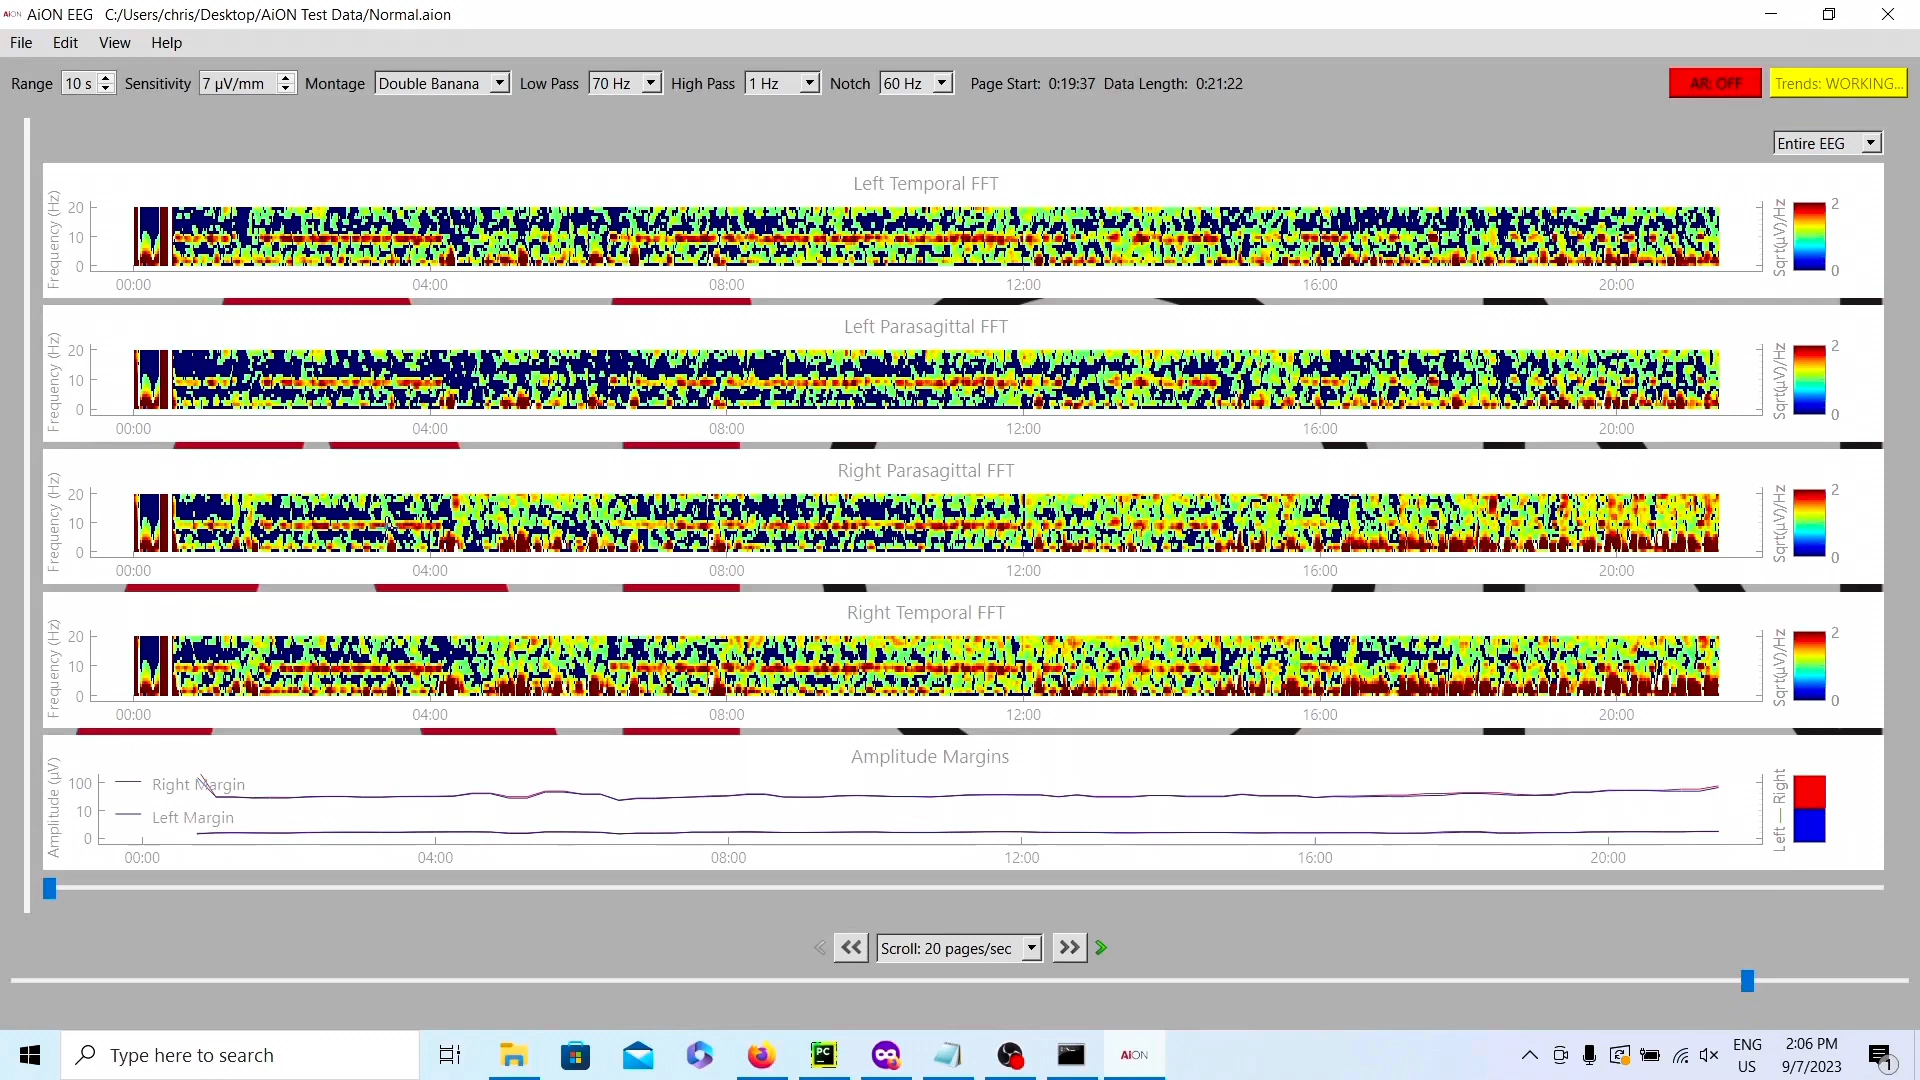 AiON AiON EEG C:/Users/chris/Desktop/AiON Test Data/Normal.aion
File Edit View Help
Range 10 s Sensitivity 7 µV/mm Montage Double Banana Low Pass 70 Hz High Pass 1 Hz Notch 60 Hz Page Start: 0:19:37 Data Length: 0:21:22 AR: OFF Trends: WORKING...
Entire EEG
Left Temporal FFT
Frequency (Hz)
20
10
0
00:00 04:00 08:00 12:00 16:00 20:00
Sqrt(µV)/Hz
2
0
Left Parasagittal FFT
Frequency (Hz)
20
10
0
00:00 04:00 08:00 12:00 16:00 20:00
Sqrt(µV)/Hz
2
0
Right Parasagittal FFT
Frequency (Hz)
20
10
0
00:00 04:00 08:00 12:00 16:00 20:00
Sqrt(µV)/Hz
2
0
Right Temporal FFT
Frequency (Hz)
20
10
0
00:00 04:00 08:00 12:00 16:00 20:00
Sqrt(µV)/Hz
2
0
Amplitude Margins
Amplitude (µV)
100
10
0
Right Margin
Left Margin
00:00 04:00 08:00 12:00 16:00 20:00
Left — Right
Scroll: 20 pages/sec
Type here to search
PC
AiON
ENG
US
2:06 PM
9/7/2023
1